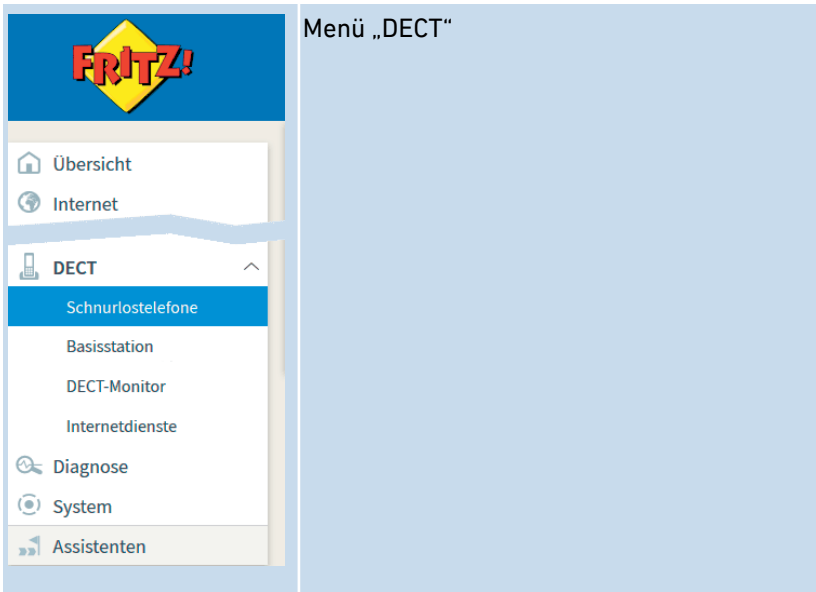 FRITZ!
Menü „DECT“
Übersicht
Internet
DECT
Schnurlostelefone
Basisstation
DECT-Monitor
Internetdienste
Diagnose
System
Assistenten